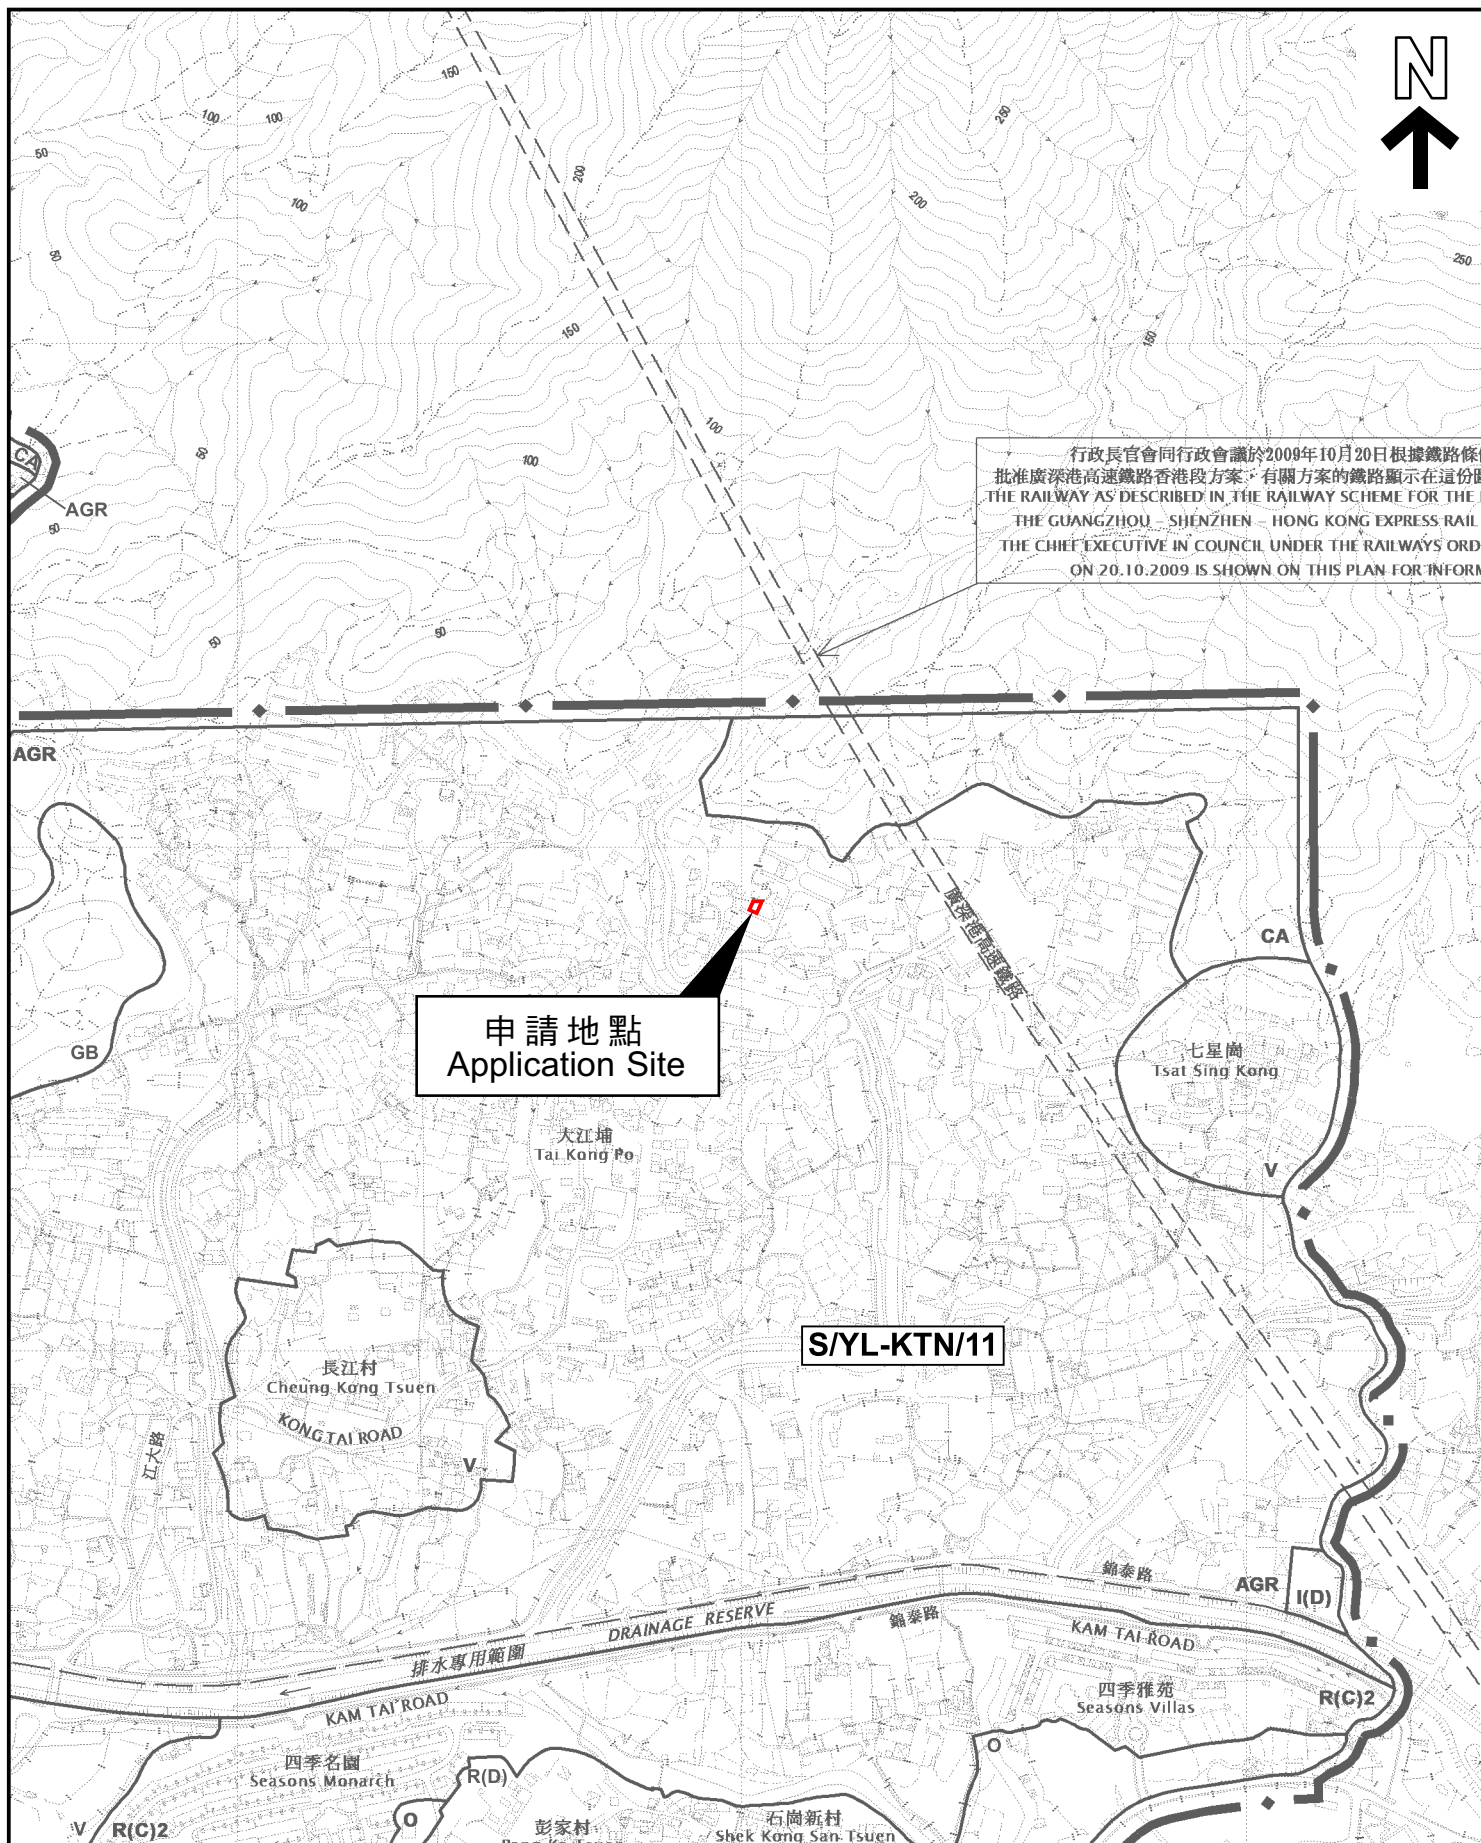 N
150
100
100
50
200
250
100
200
50
250
150
150
100
50
100
CA
AGR
50
行政長官會同行政會議於2009年10月20日根據鐵路條
批准廣深港高速鐵路香港段方案，有關方案的鐵路顯示在這份
THE RAILWAY AS DESCRIBED IN THE RAILWAY SCHEME FOR THE
THE GUANGZHOU - SHENZHEN - HONG KONG EXPRESS RAIL
THE CHIEF EXECUTIVE IN COUNCIL UNDER THE RAILWAYS ORD
ON 20.10.2009 IS SHOWN ON THIS PLAN FOR INFORM
50
50
AGR
廣深港高速鐵路
CA
申請地點
Application Site
GB
七星崗
Tsat Sing Kong
大江埔
Tai Kong Po
V
S/YL-KTN/11
長江村
Cheung Kong Tsuen
KONG TAI ROAD
江大路
V
錦泰路
AGR
I(D)
排水專用範圍
DRAINAGE RESERVE
錦泰路
KAM TAI ROAD
KAM TAI ROAD
四季雅苑
Seasons Villas
R(C)2
O
四季名園
Seasons Monarch
R(D)
O
V
R(C)2
彭家村
石崗新村
Shek Kong San Tsuen